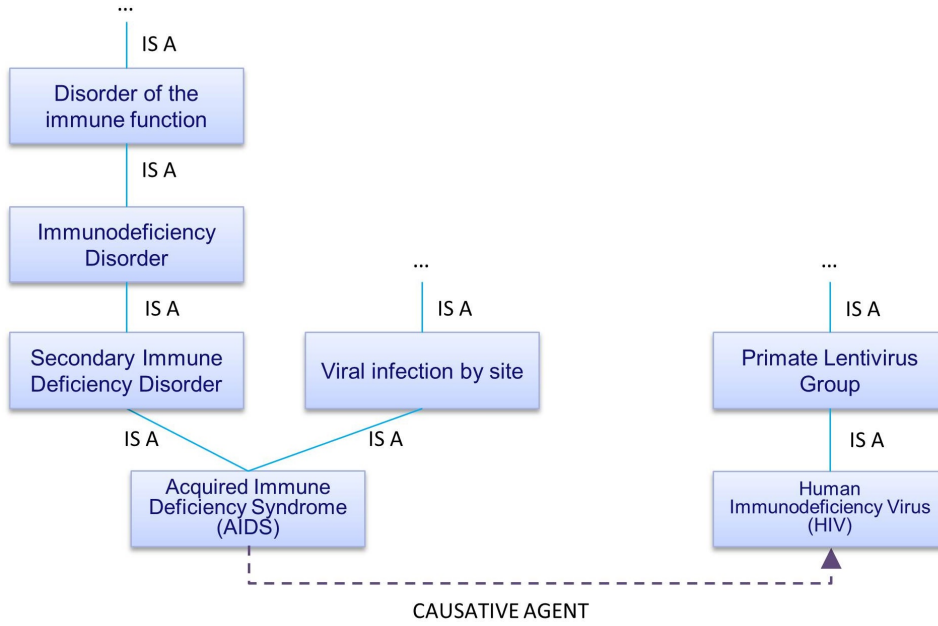 ...
IS A
Disorder of the
immune function
IS A
Immunodeficiency
Disorder
...
...
IS A
IS A
IS A
Secondary Immune
Deficiency Disorder
Viral infection by site
Primate Lentivirus
Group
IS A
IS A
IS A
Acquired Immune
Deficiency Syndrome
(AIDS)
Human
Immunodeficiency Virus
(HIV)
CAUSATIVE AGENT